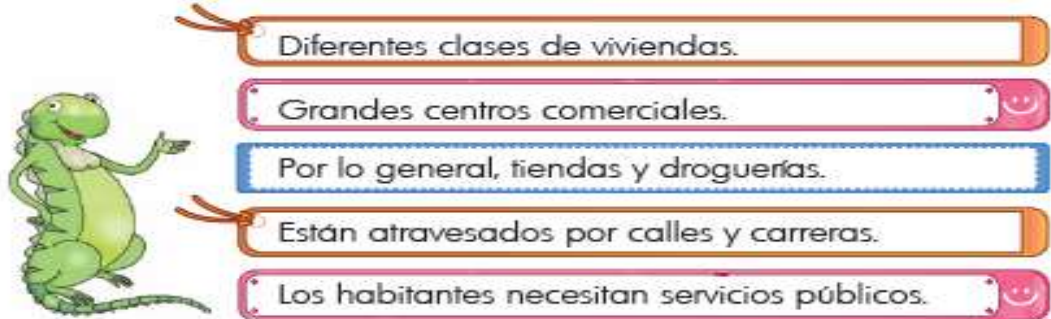 Diferentes clases de viviendas.
Grandes centros comerciales.
Por lo general, tiendas y droguerías.
Están atravesados por calles y carreras.
Los habitantes necesitan servicios públicos.